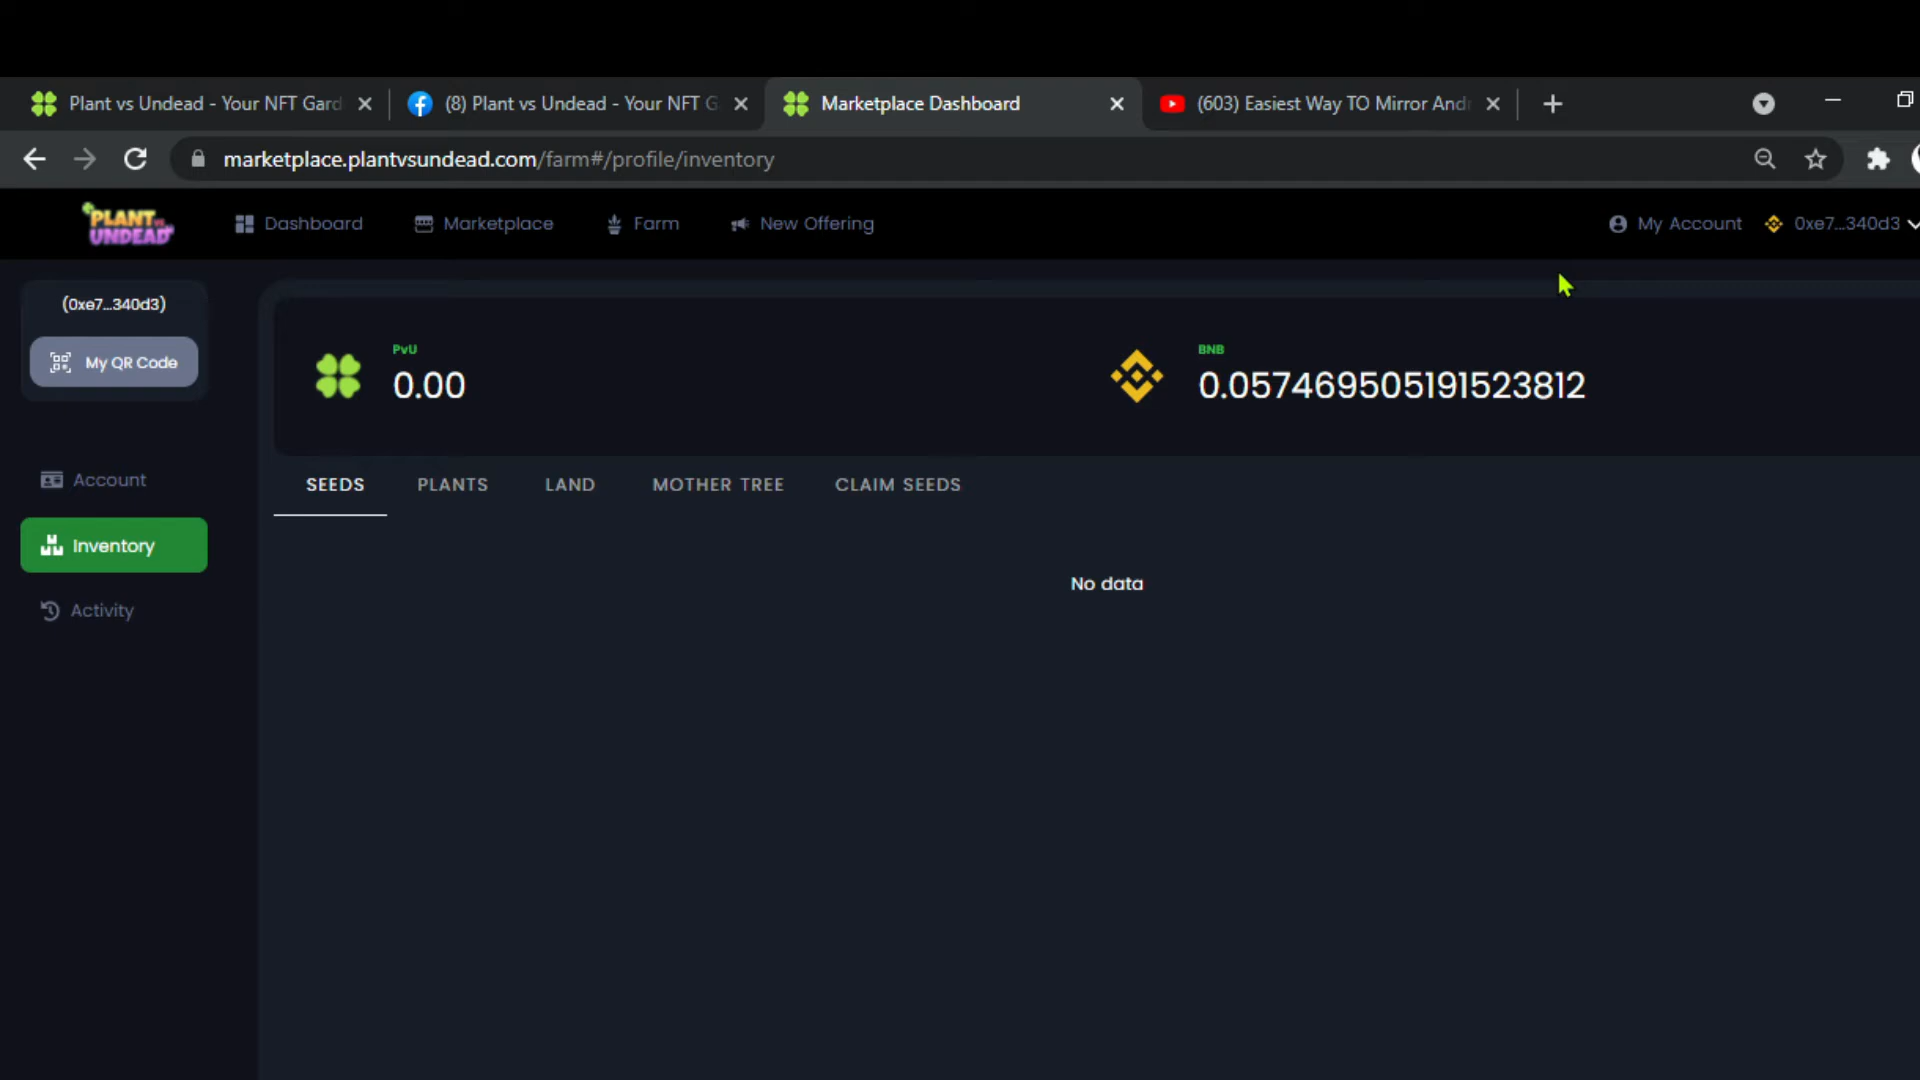 Plant vs Undead - Your NFT Gard
(8) Plant vs Undead - Your NFT G
Marketplace Dashboard
(603) Easiest Way TO Mirror Andr
marketplace.plantvsundead.com/farm#/profile/inventory
PLANT VS. UNDEAD
Dashboard
Marketplace
Farm
New Offering
My Account
0xe7...340d3
(0xe7...340d3)
My QR Code
PVU
0.00
BNB
0.057469505191523812
Account
Inventory
Activity
SEEDS
PLANTS
LAND
MOTHER TREE
CLAIM SEEDS
No data